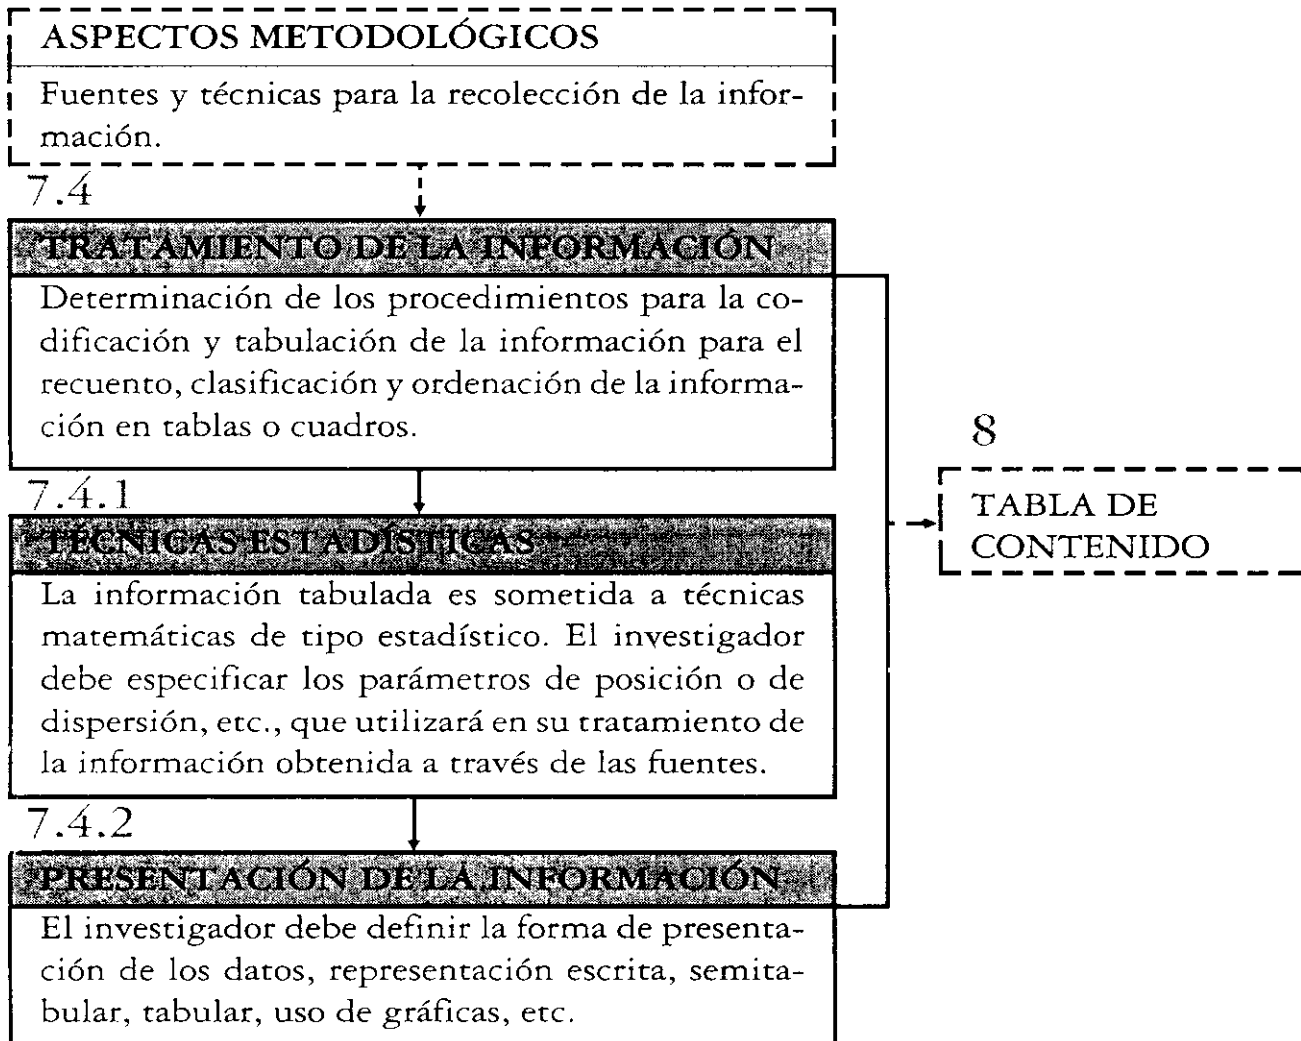 ASPECTOS METODOLÓGICOS
Fuentes y técnicas para la recolección de la infor-
mación.
7.4
TRATAMIENTO DE LA INFORMACIÓN
Determinación de los procedimientos para la co-
dificación y tabulación de la información para el
recuento, clasificación y ordenación de la informa-
ción en tablas o cuadros.
7.4.1
TÉCNICAS ESTADÍSTICAS
La información tabulada es sometida a técnicas
matemáticas de tipo estadístico. El investigador
debe especificar los parámetros de posición o de
dispersión, etc., que utilizará en su tratamiento de
la información obtenida a través de las fuentes.
7.4.2
PRESENTACIÓN DE LA INFORMACIÓN
El investigador debe definir la forma de presenta-
ción de los datos, representación escrita, semita-
bular, tabular, uso de gráficas, etc.
8
TABLA DE
CONTENIDO